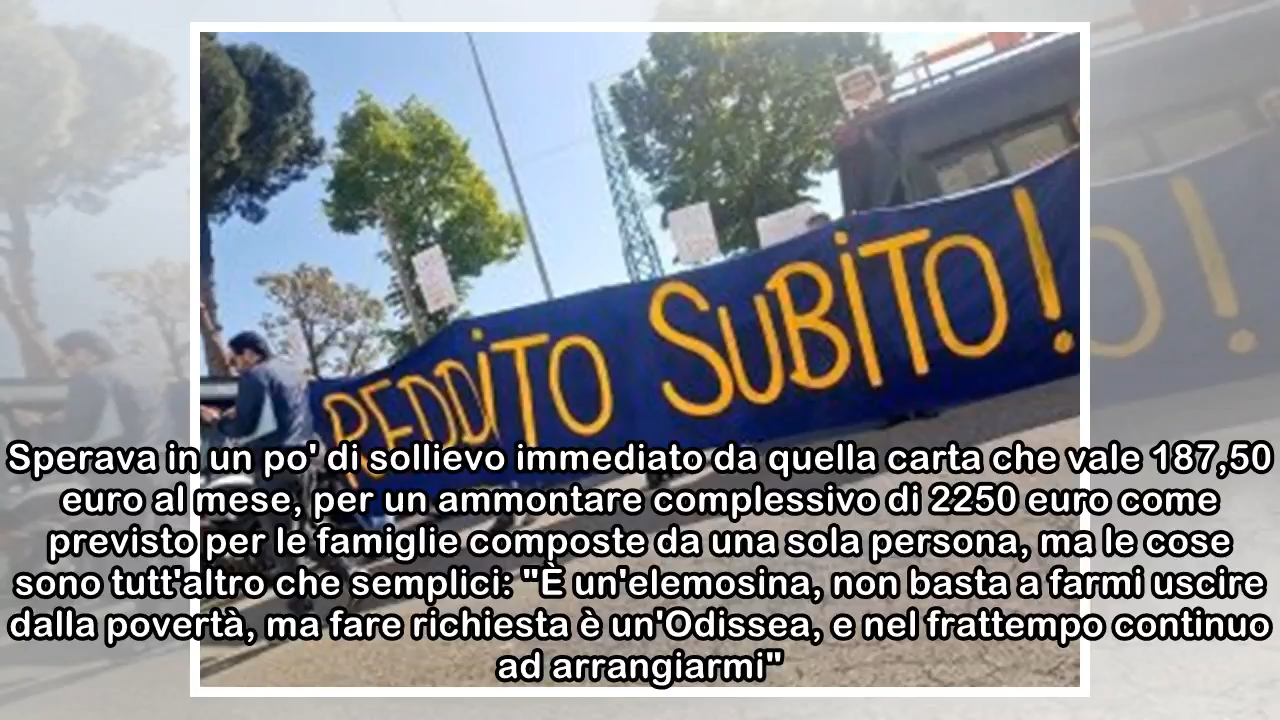 REDDITO SUBITO!
O!
Sperava in un po' di sollievo immediato da quella carta che vale 187,50
euro al mese, per un ammontare complessivo di 2250 euro come
previsto per le famiglie composte da una sola persona, ma le cose
sono tutt'altro che semplici: "È un'elemosina, non basta a farmi uscire
dalla povertà, ma fare richiesta è un'Odissea, e nel frattempo continuo
ad arrangiarmi"